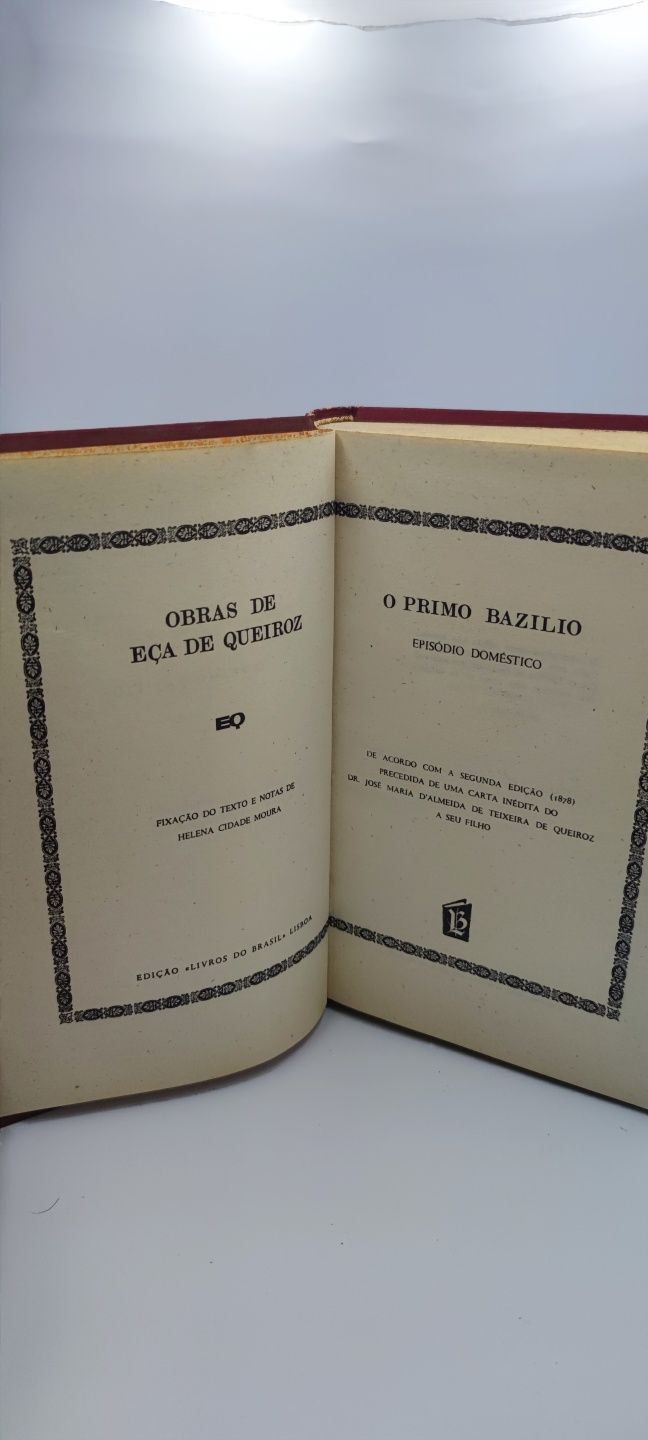 OBRAS DE
EÇA DE QUEIROZ
EQ
FIXAÇÃO DO TEXTO E NOTAS DE
HELENA CIDADE MOURA
EDIÇÃO «LIVROS DO BRASIL» LISBOA
O PRIMO BAZILIO
EPISÓDIO DOMÉSTICO
DE ACORDO COM A SEGUNDA EDIÇÃO (1878)
PRECEDIDA DE UMA CARTA INÉDITA DO
DR. JOSÉ MARIA D'ALMEIDA DE TEIXEIRA DE QUEIROZ
A SEU FILHO
B